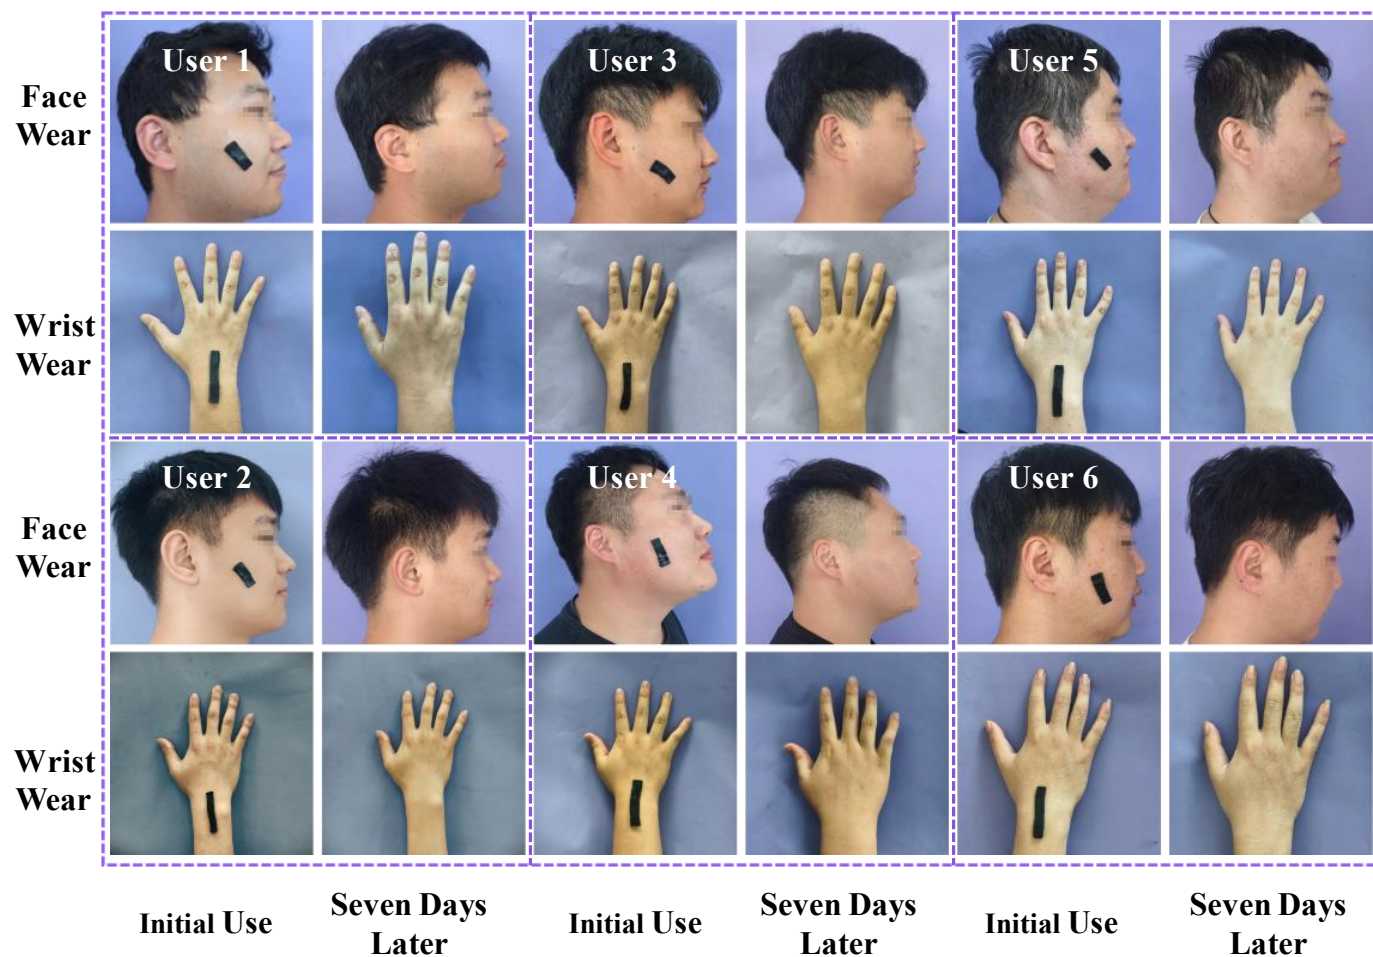 User 1
User 3
User 5
Face
Wear
Wrist
Wear
User 2
User 4
User 6
Face
Wear
Wrist
Wear
Initial Use
Seven Days
Later
Initial Use
Seven Days
Later
Initial Use
Seven Days
Later